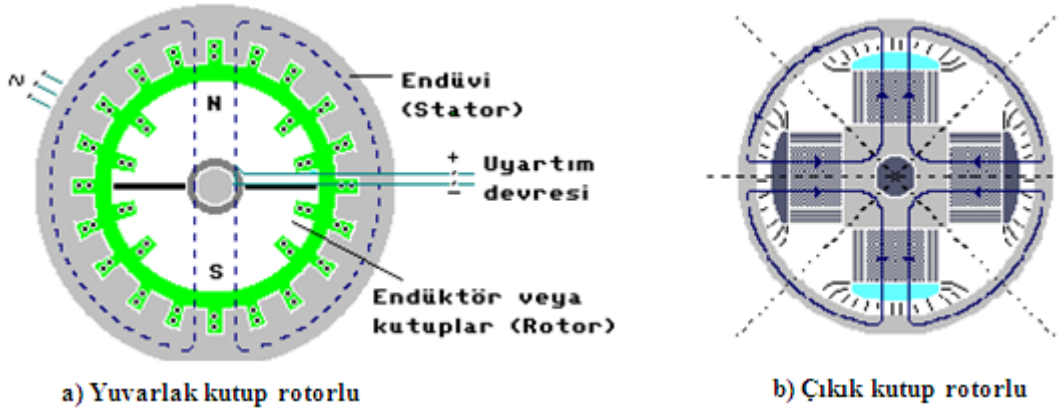 N
S
~
Endüvi
(Stator)
+
Uyartım
devresi
−
Endüktör veya
kutuplar (Rotor)
a) Yuvarlak kutup rotorlu
b) Çıkık kutup rotorlu